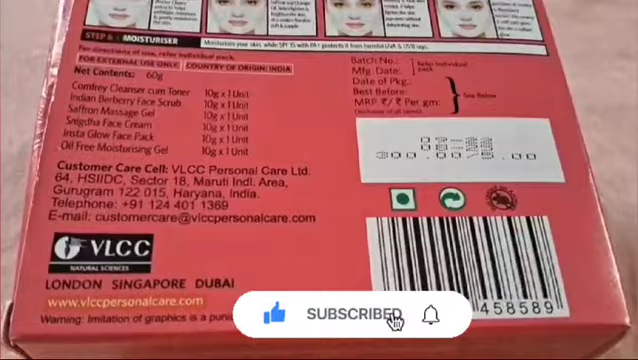 STEP 6 - MOISTURISER
Moisturises your skin, while SPF 15 with PA+ protects it from harmful UVA & UVB rays.
For directions of use, refer individual pack.
FOR EXTERNAL USE ONLY COUNTRY OF ORIGIN: INDIA
Net Contents: 60g
Comfrey Cleanser cum Toner 10g x 1 Unit
Indian Berberry Face Scrub 10g x 1 Unit
Saffron Massage Gel 10g x 1 Unit
Snigdha Face Cream 10g x 1 Unit
Insta Glow Face Pack 10g x 1 Unit
Oil Free Moisturising Gel 10g x 1 Unit
Batch No.:
Mfg. Date:
Refer Individual pack
Date of Pkg.:
Best Before:
MRP ₹/ ₹ Per gm:
(Inclusive of all taxes)
See Below
Customer Care Cell: VLCC Personal Care Ltd.
64, HSIIDC, Sector 18, Maruti Indl. Area,
Gurugram 122 015, Haryana, India.
Telephone: +91 124 401 1369
E-mail: customercare@vlccpersonalcare.com
VLCC
NATURAL SCIENCES
LONDON SINGAPORE DUBAI
www.vlccpersonalcare.com
Warning: Imitation of graphics is a
SUBSCRIBED
458589